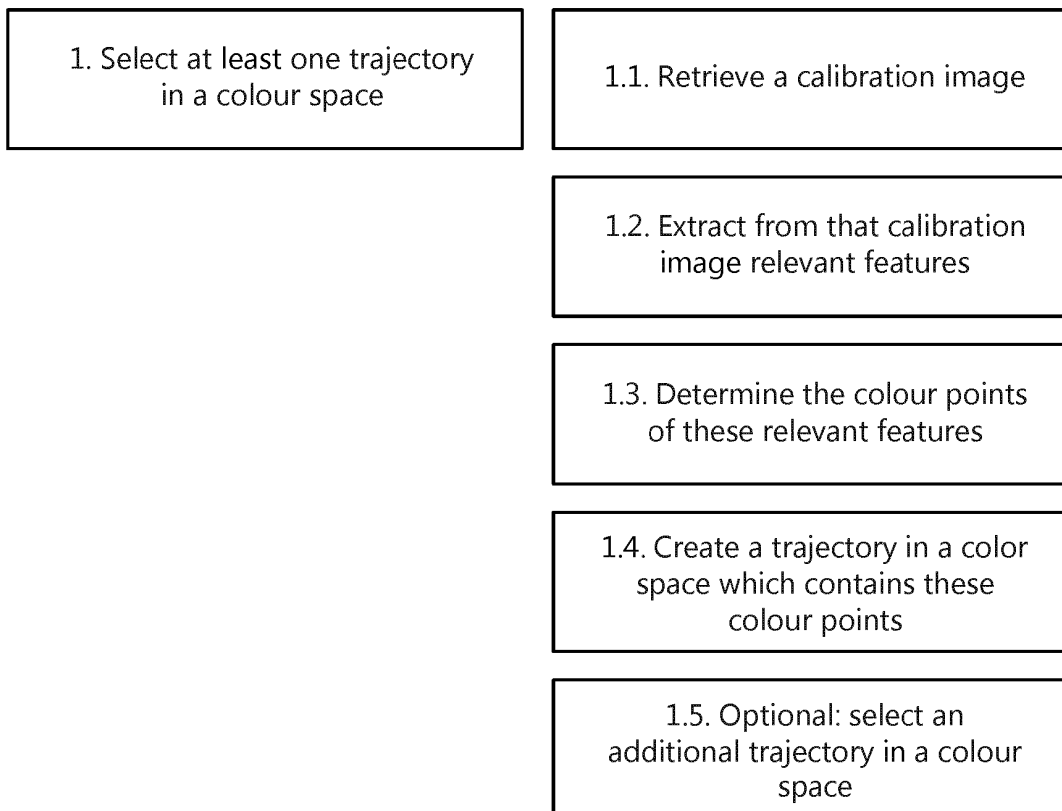 1. Select at least one trajectory
in a colour space
1.1. Retrieve a calibration image
1.2. Extract from that calibration
image relevant features
1.3. Determine the colour points
of these relevant features
1.4. Create a trajectory in a color
space which contains these
colour points
1.5. Optional: select an
additional trajectory in a colour
space